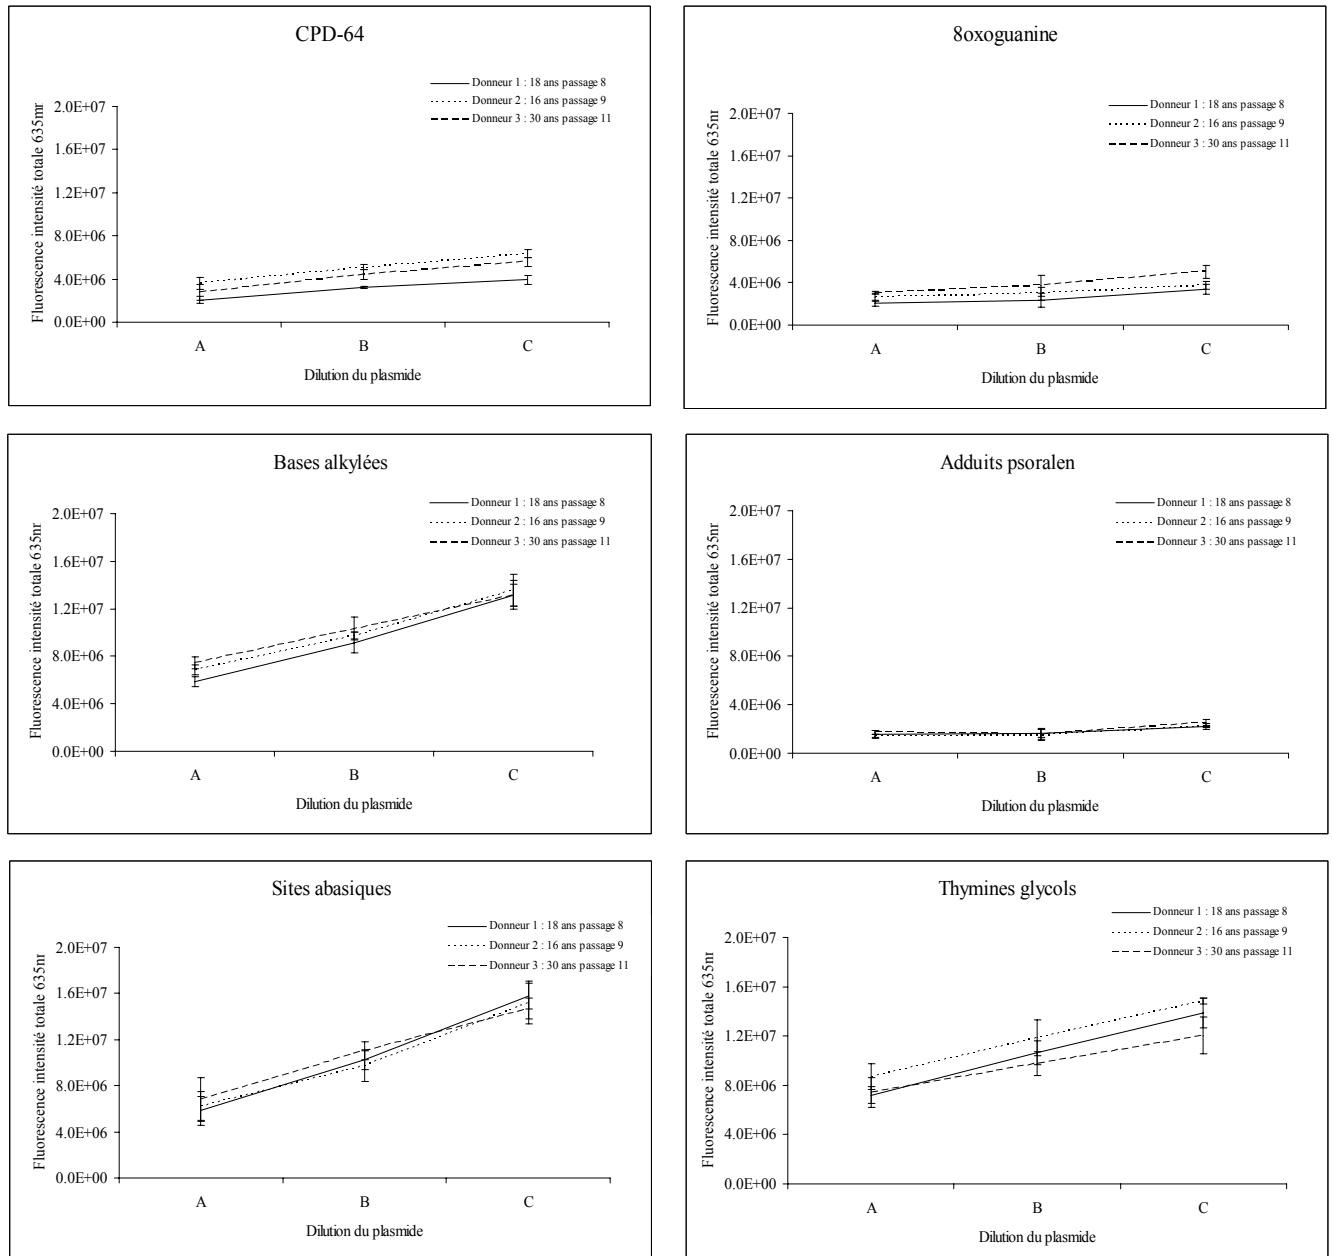 CPD-64
Donneur 1 : 18 ans passage 8
Donneur 2 : 16 ans passage 9
Donneur 3 : 30 ans passage 11
Fluorescence intensité totale 635nr
2.0E+07
1.6E+07
1.2E+07
8.0E+06
4.0E+06
0.0E+00
A
B
C
Dilution du plasmide
8oxoguanine
Donneur 1 : 18 ans passage 8
Donneur 2 : 16 ans passage 9
Donneur 3 : 30 ans passage 11
Fluorescence intensité totale 635nr
2.0E+07
1.6E+07
1.2E+07
8.0E+06
4.0E+06
0.0E+00
A
B
C
Dilution du plasmide
Bases alkylées
Donneur 1 : 18 ans passage 8
Donneur 2 : 16 ans passage 9
Donneur 3 : 30 ans passage 11
Fluorescence intensité totale 635nr
2.0E+07
1.6E+07
1.2E+07
8.0E+06
4.0E+06
0.0E+00
A
B
C
Dilution du plasmide
Adduits psoralen
Donneur 1 : 18 ans passage 8
Donneur 2 : 16 ans passage 9
Donneur 3 : 30 ans passage 11
Fluorescence intensité totale 635nr
2.0E+07
1.6E+07
1.2E+07
8.0E+06
4.0E+06
0.0E+00
A
B
C
Dilution du plasmide
Sites abasiques
Donneur 1 : 18 ans passage 8
Donneur 2 : 16 ans passage 9
Donneur 3 : 30 ans passage 11
Fluorescence intensité totale 635nr
2.0E+07
1.6E+07
1.2E+07
8.0E+06
4.0E+06
0.0E+00
A
B
C
Dilution du plasmide
Thymines glycols
Donneur 1 : 18 ans passage 8
Donneur 2 : 16 ans passage 9
Donneur 3 : 30 ans passage 11
Fluorescence intensité totale 635nr
2.0E+07
1.6E+07
1.2E+07
8.0E+06
4.0E+06
0.0E+00
A
B
C
Dilution du plasmide